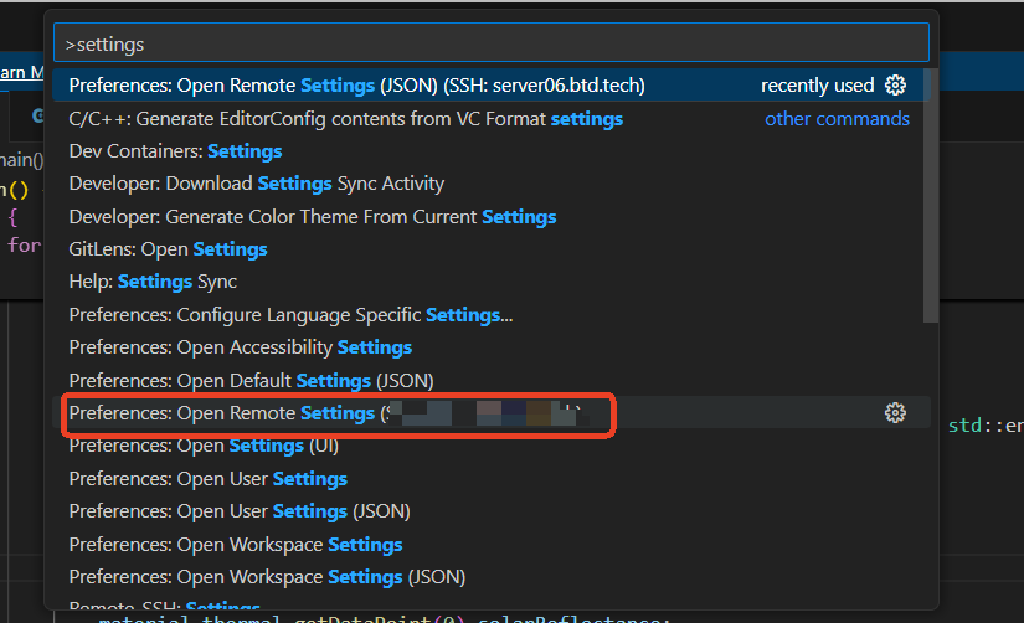 >settings
arn M
Preferences: Open Remote Settings (JSON) (SSH: server06.btd.tech) recently used
C/C++: Generate EditorConfig contents from VC Format settings other commands
Dev Containers: Settings
main()
Developer: Download Settings Sync Activity
n() {
Developer: Generate Color Theme From Current Settings
{
for
GitLens: Open Settings
Help: Settings Sync
Preferences: Configure Language Specific Settings...
Preferences: Open Accessibility Settings
Preferences: Open Default Settings (JSON)
Preferences: Open Remote Settings (
std::er
Preferences: Open Settings (UI)
Preferences: Open User Settings
Preferences: Open User Settings (JSON)
Preferences: Open Workspace Settings
Preferences: Open Workspace Settings (JSON)
Remote-SSH: Settings
material.thermal.getDataPoint(0).solarReflectance;